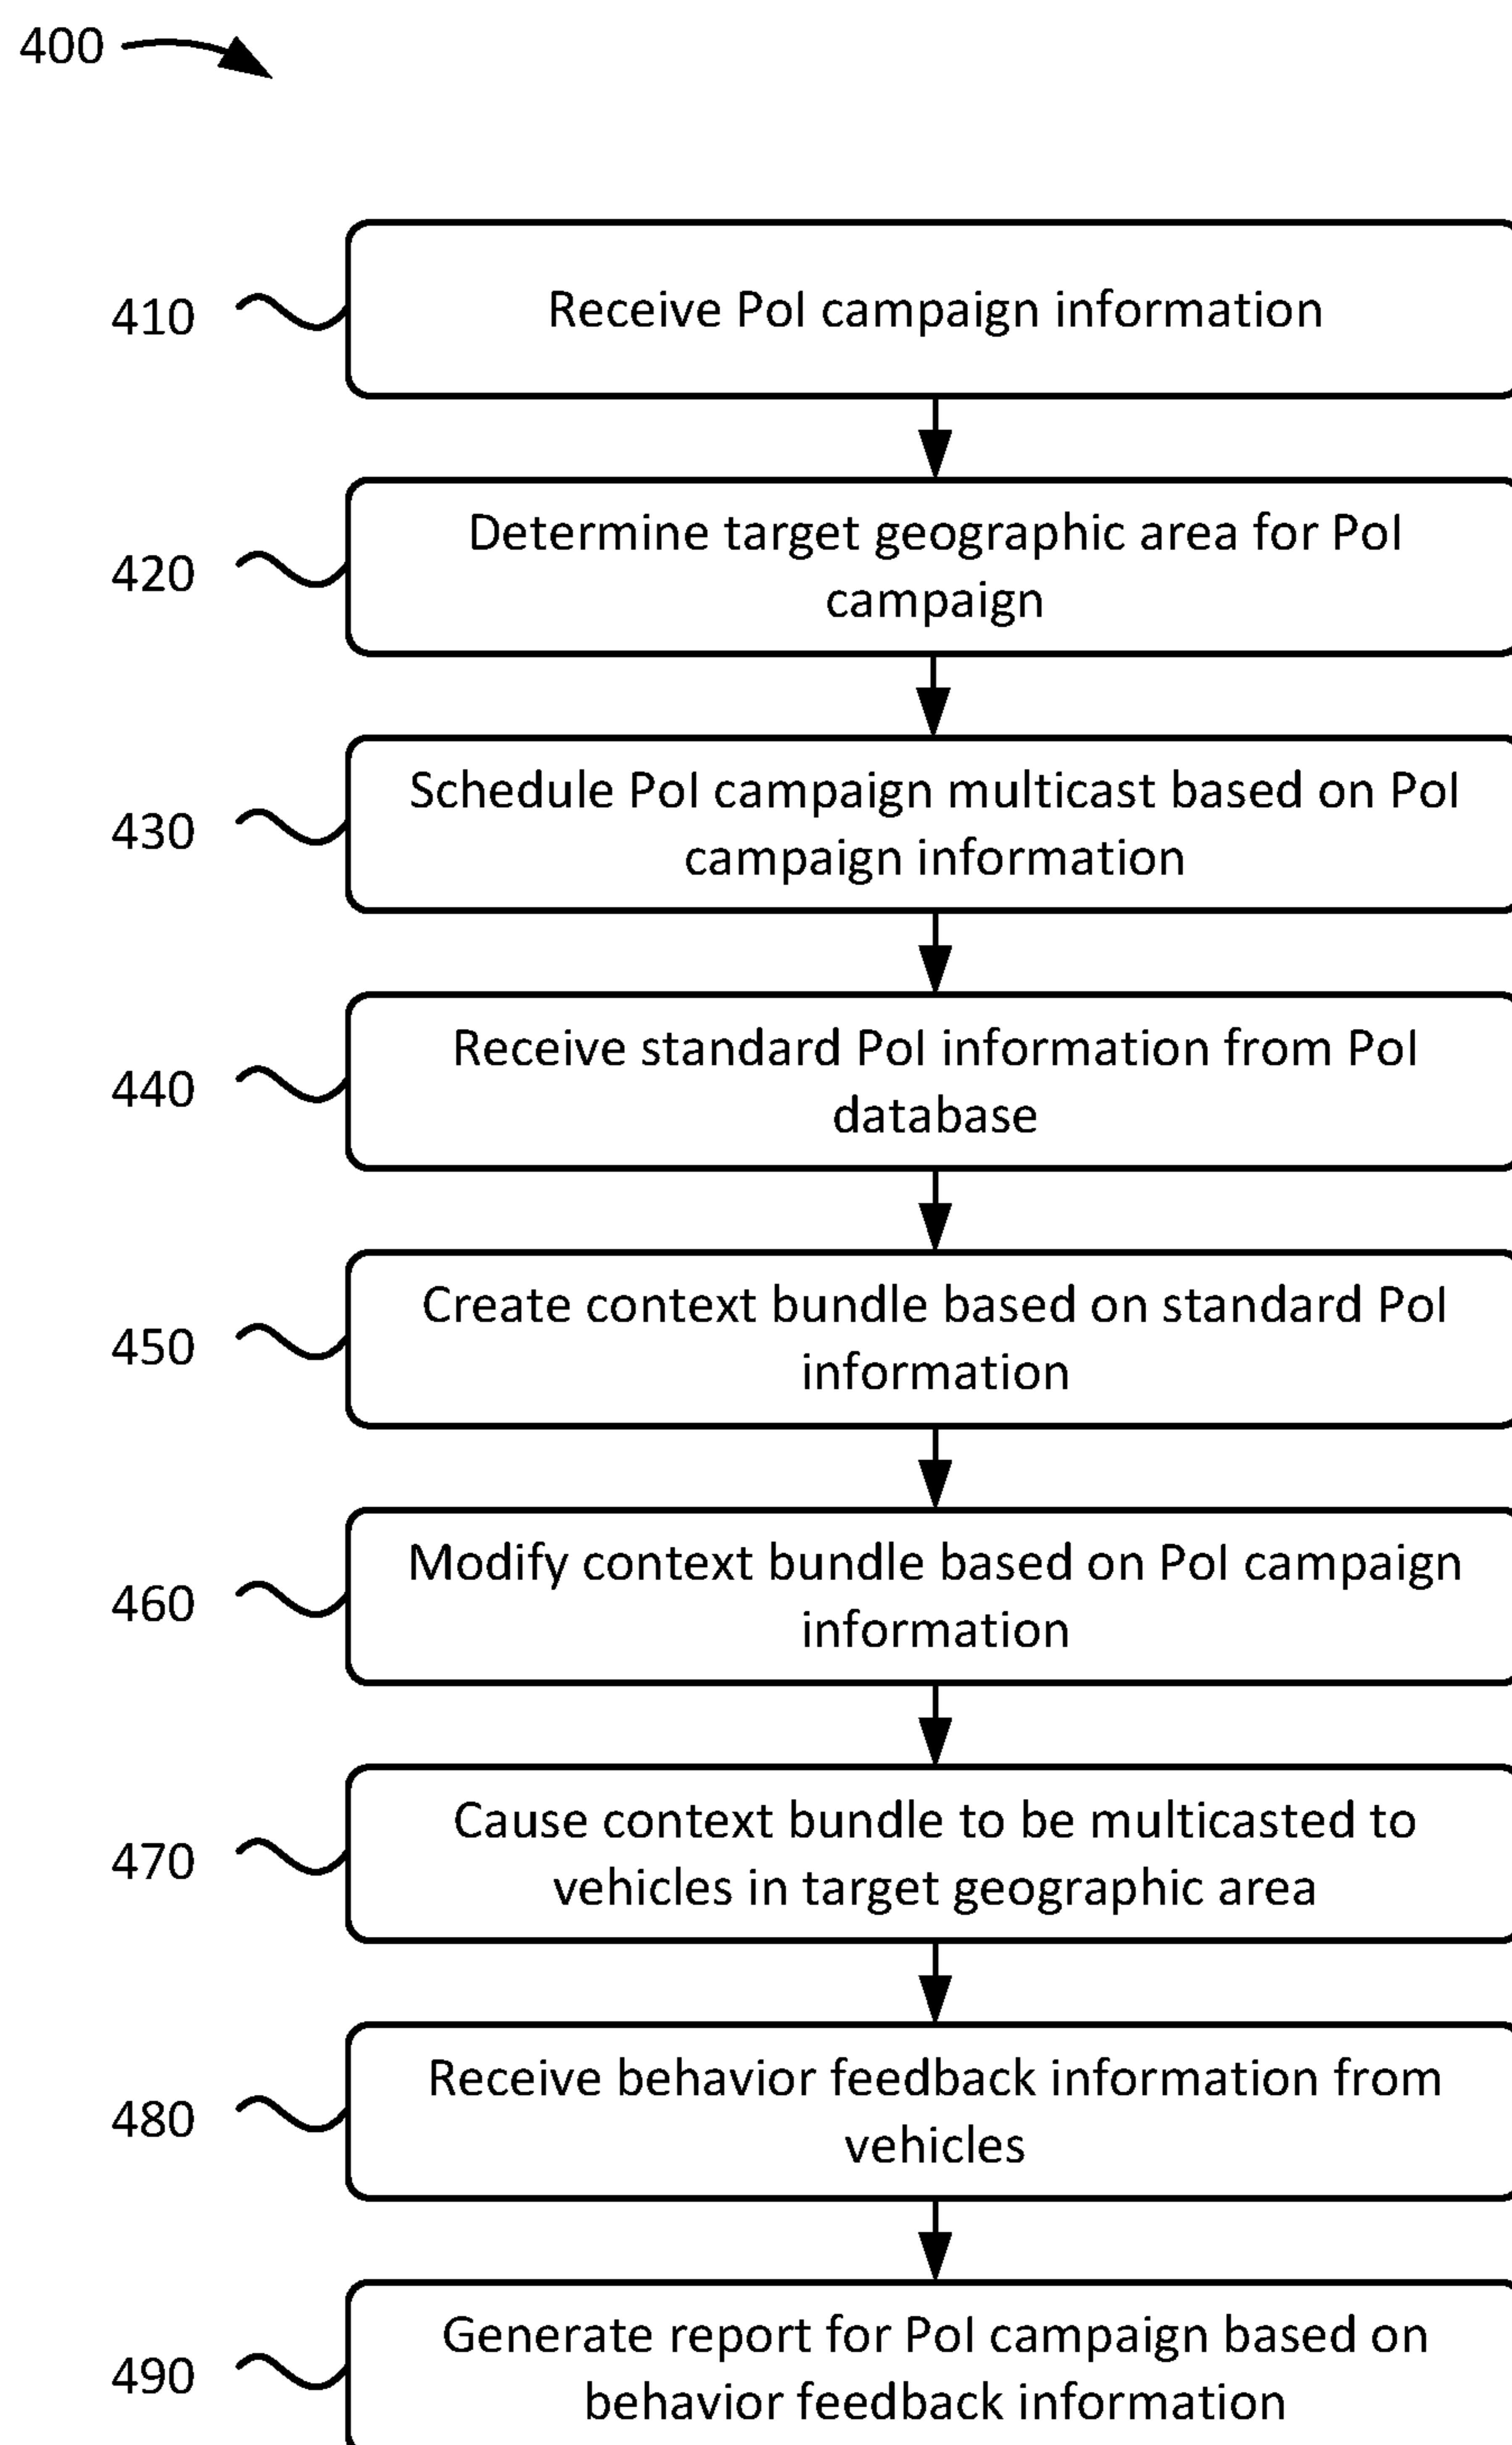 400
410
Receive PoI campaign information
420
Determine target geographic area for PoI
campaign
430
Schedule PoI campaign multicast based on PoI
campaign information
440
Receive standard PoI information from PoI
database
450
Create context bundle based on standard PoI
information
460
Modify context bundle based on PoI campaign
information
470
Cause context bundle to be multicasted to
vehicles in target geographic area
480
Receive behavior feedback information from
vehicles
490
Generate report for PoI campaign based on
behavior feedback information